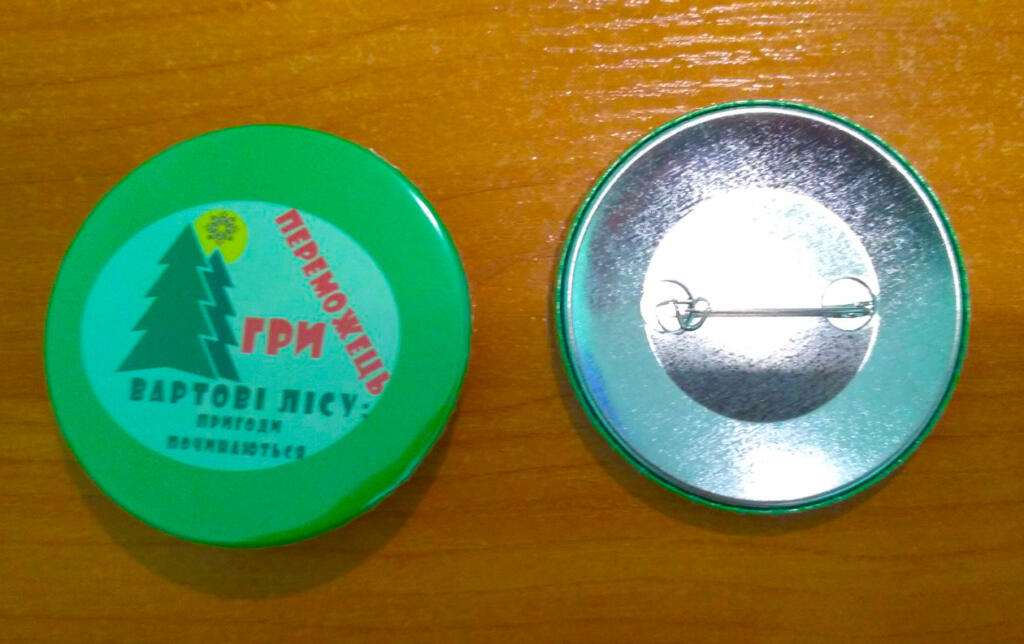 ПЕРЕМОЖЕЦЬ
ГРИ
ВАРТОВІ ЛІСУ:
ПРИГОДИ
ПОЧИНАЮТЬСЯ